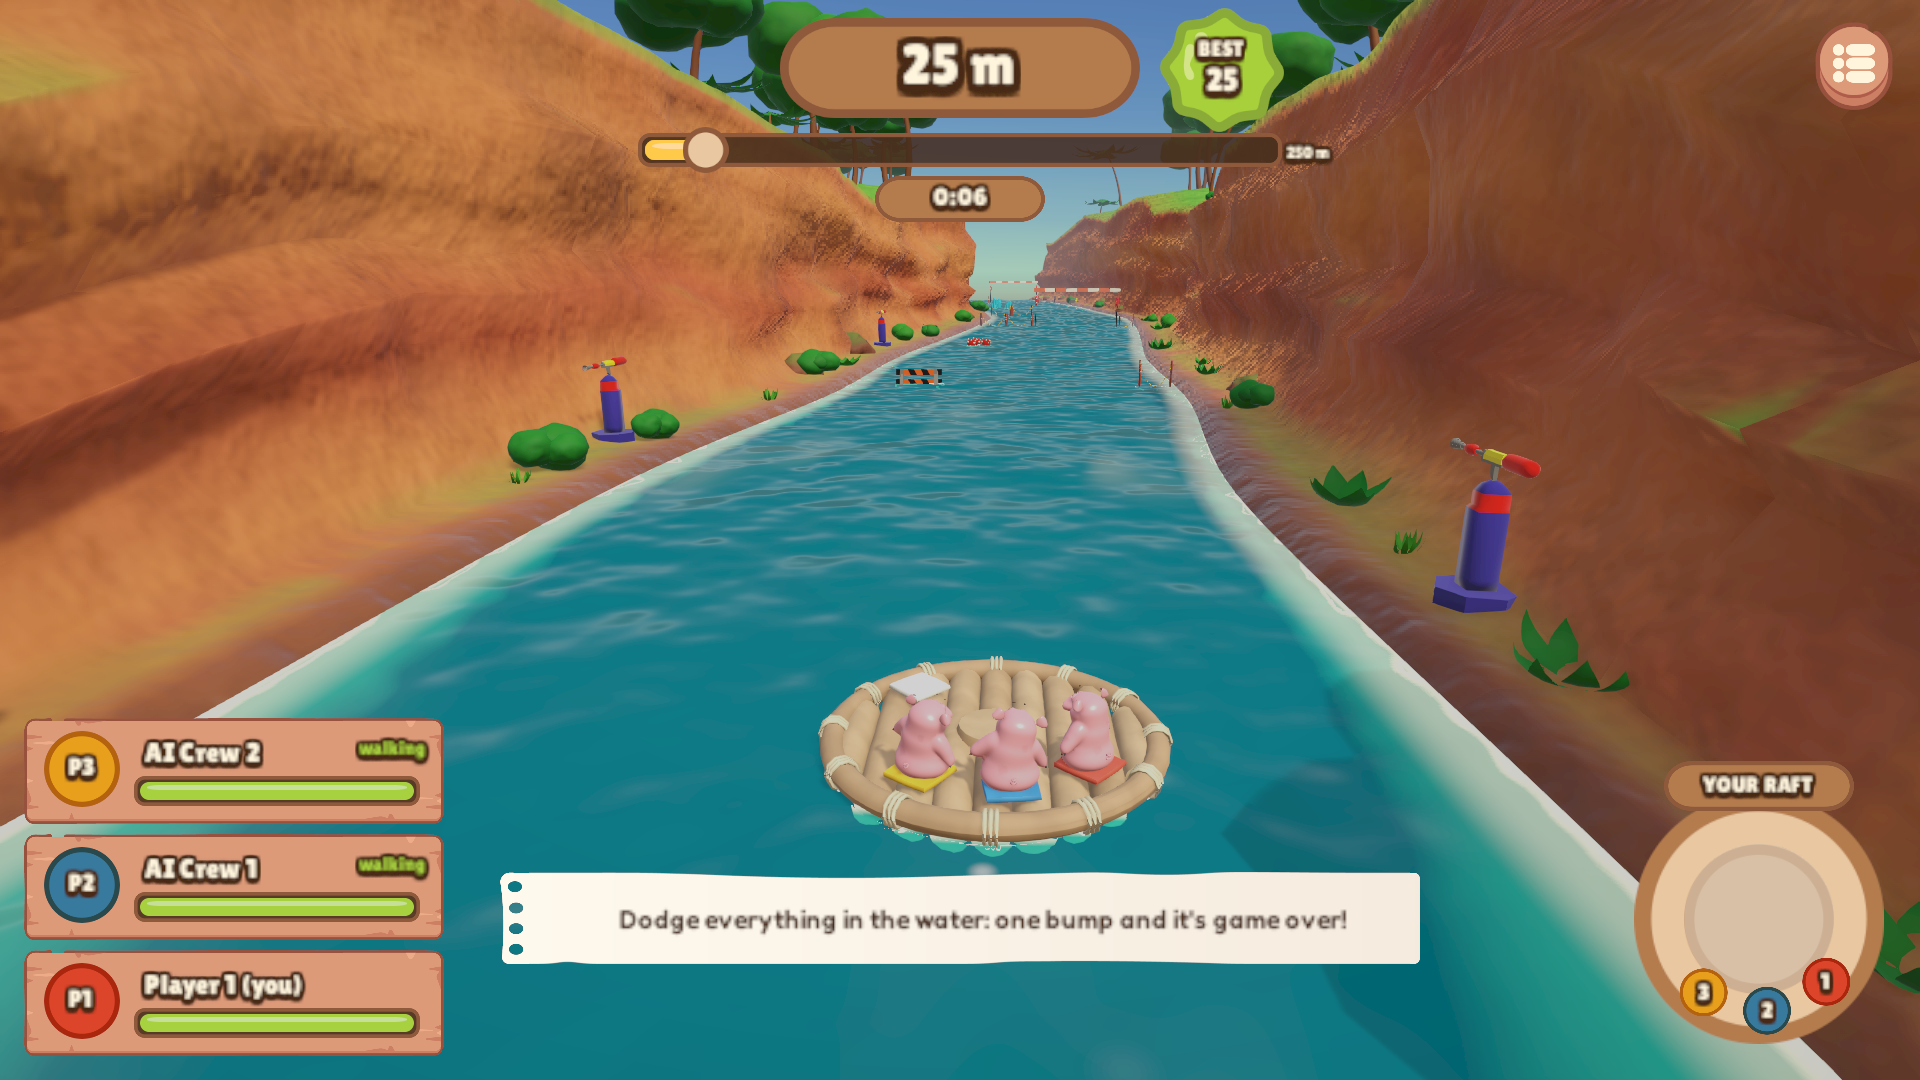 25 m
BEST
25
250 m
0:06
P3
AI Crew 2
walking
P2
AI Crew 1
walking
P1
Player 1 (you)
Dodge everything in the water: one bump and it's game over!
YOUR RAFT
3
2
1